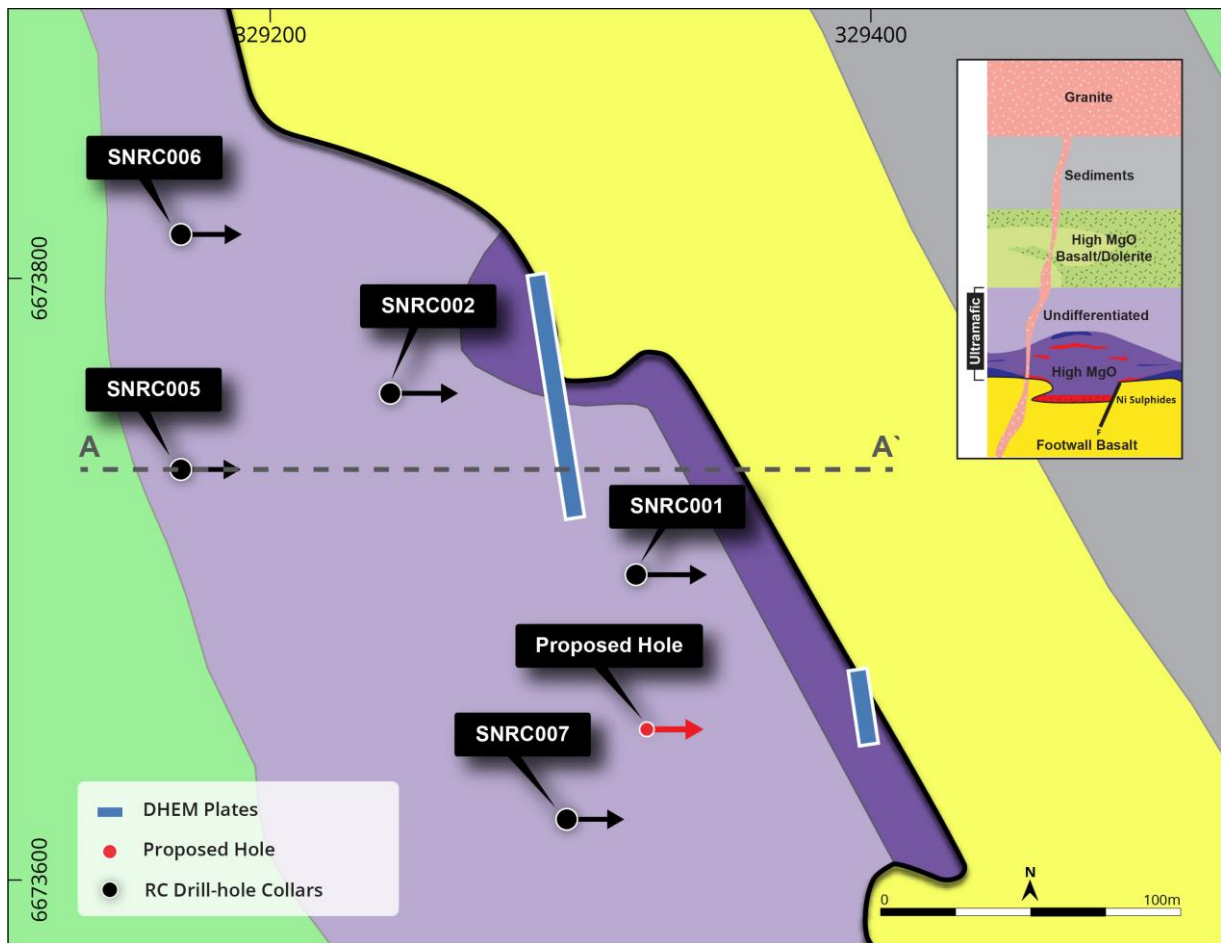 329200
329400
6673800
6673600
SNRC006
SNRC002
SNRC005
A
A`
SNRC001
Proposed Hole
SNRC007
Granite
Sediments
High MgO
Basalt/Dolerite
Ultramafic
Undifferentiated
High MgO
Ni Sulphides
F
Footwall Basalt
DHEM Plates
Proposed Hole
RC Drill-hole Collars
N
0
100m